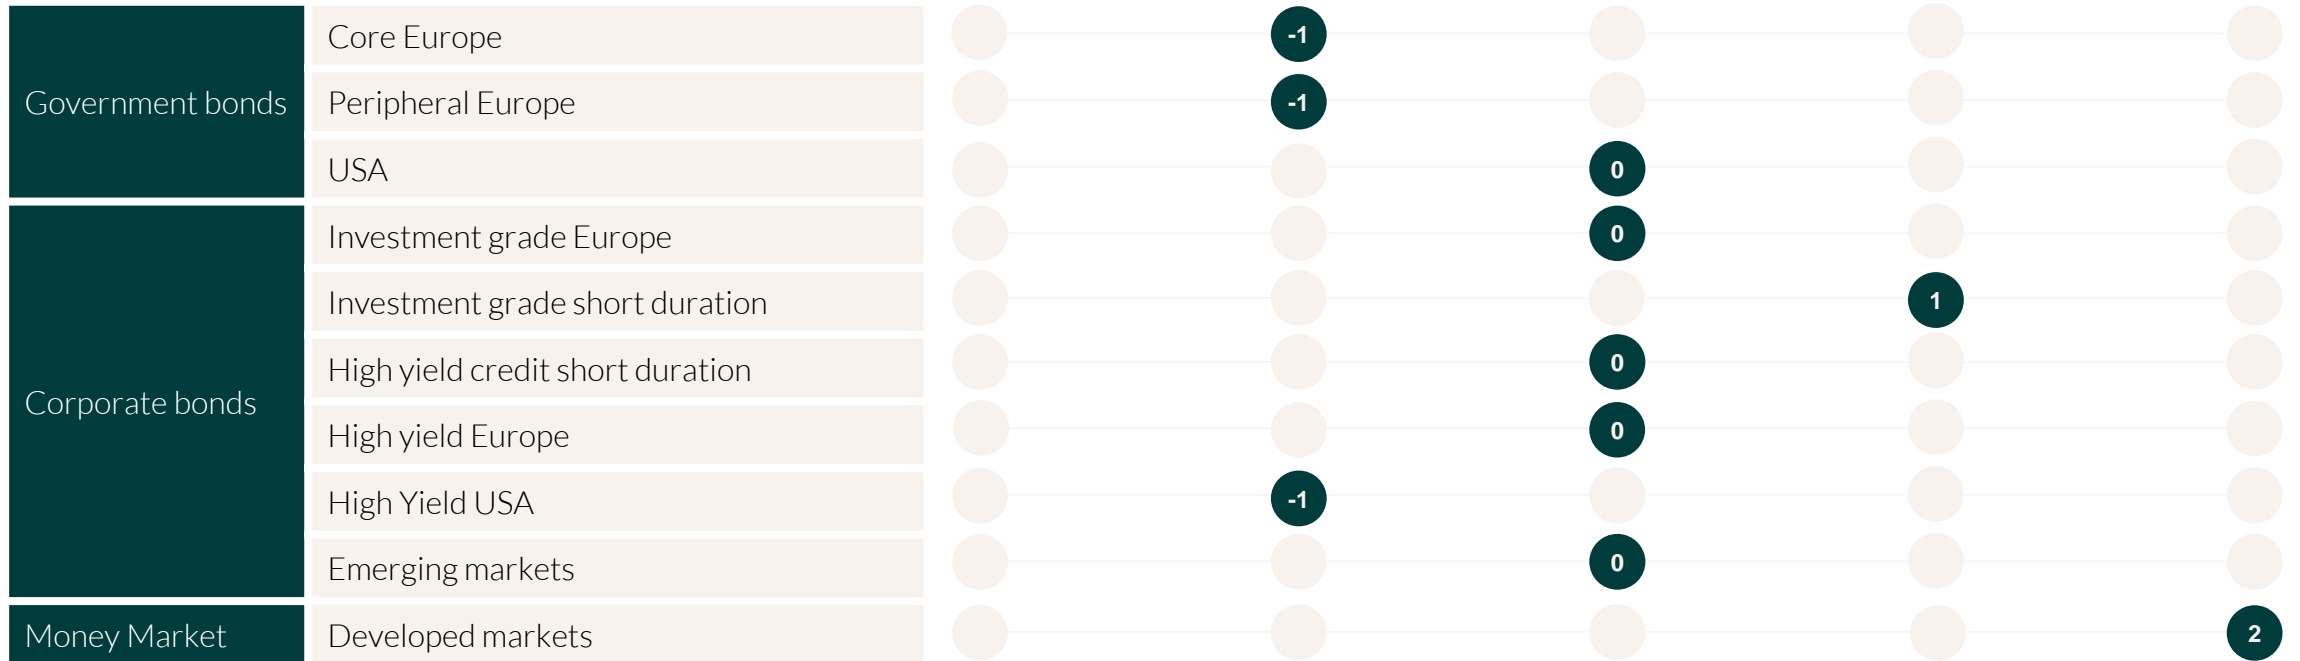 Government bonds
Core Europe -1
Peripheral Europe -1
USA 0
Corporate bonds
Investment grade Europe 0
Investment grade short duration 1
High yield credit short duration 0
High yield Europe 0
High Yield USA -1
Emerging markets 0
Money Market
Developed markets 2